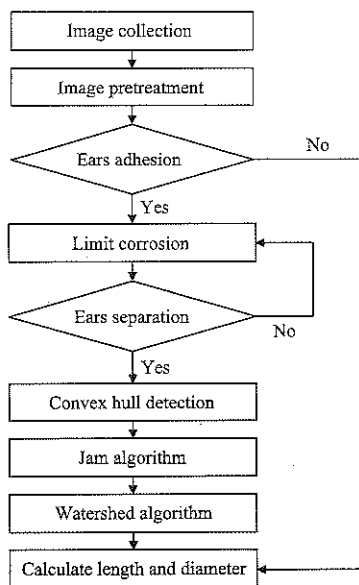 Image collection
Image pretreatment
Ears adhesion
No
Yes
Limit corrosion
Ears separation
No
Yes
Convex hull detection
Jam algorithm
Watershed algorithm
Calculate length and diameter